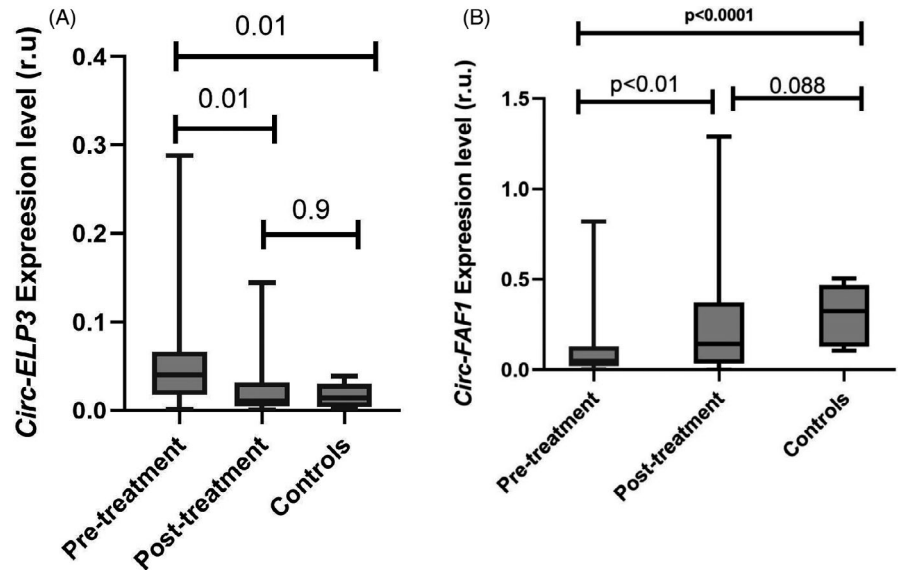 (A)
0.01
0.01
0.9
Circ-ELP3 Expreesion level (r.u)
0.4
0.3
0.2
0.1
0.0
Pre-treatment
Post-treatment
Controls
(B)
p<0.0001
p<0.01
0.088
Circ-FAF1 Expreesion level (r.u.)
1.5
1.0
0.5
0.0
Pre-treatment
Post-treatment
Controls